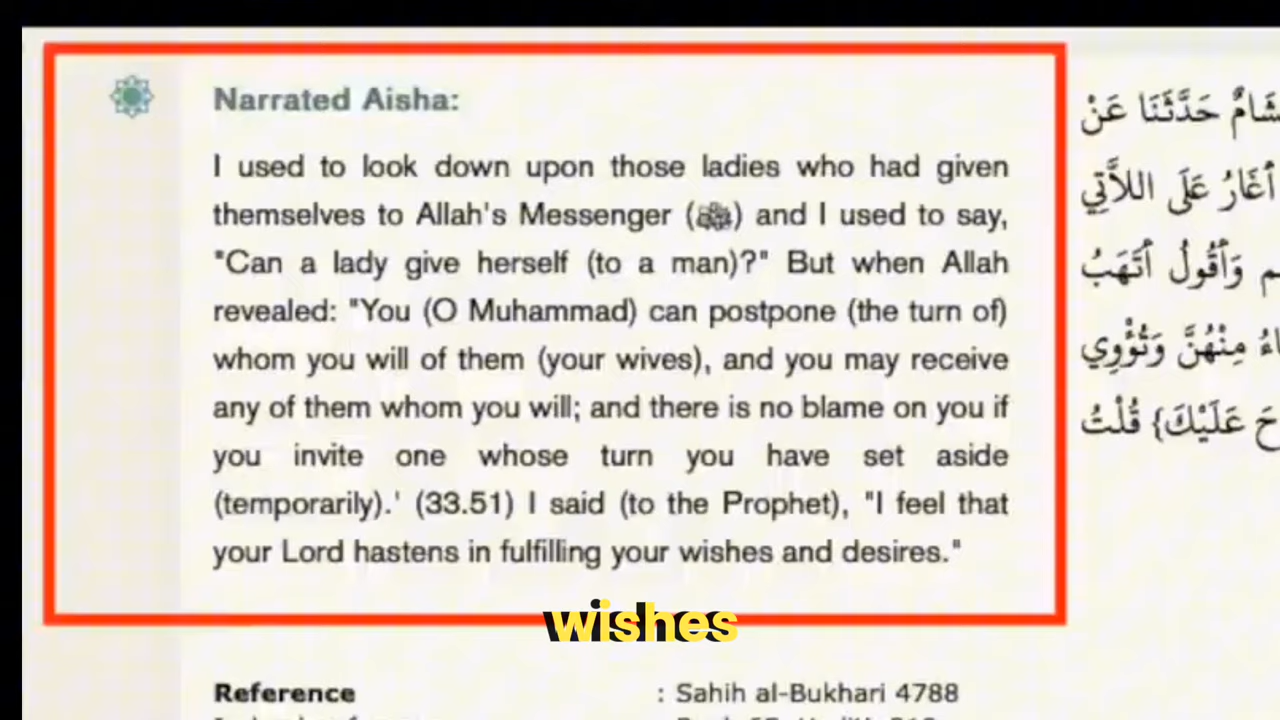 Narrated Aisha:
I used to look down upon those ladies who had given
themselves to Allah's Messenger (ﷺ) and I used to say,
"Can a lady give herself (to a man)?" But when Allah
revealed: "You (O Muhammad) can postpone (the turn of)
whom you will of them (your wives), and you may receive
any of them whom you will; and there is no blame on you if
you invite one whose turn you have set aside
(temporarily).' (33.51) I said (to the Prophet), "I feel that
your Lord hastens in fulfilling your wishes and desires."
wishes
Reference : Sahih al-Bukhari 4788
حَدَّثَنَا عَنْ
أَغَارُ عَلَى اللاَّتِي
وَأَقُولُ أَتَهَبُ
مِنْهُنَّ وَتُؤْوِي
عَلَيْكَ} قُلْتُ